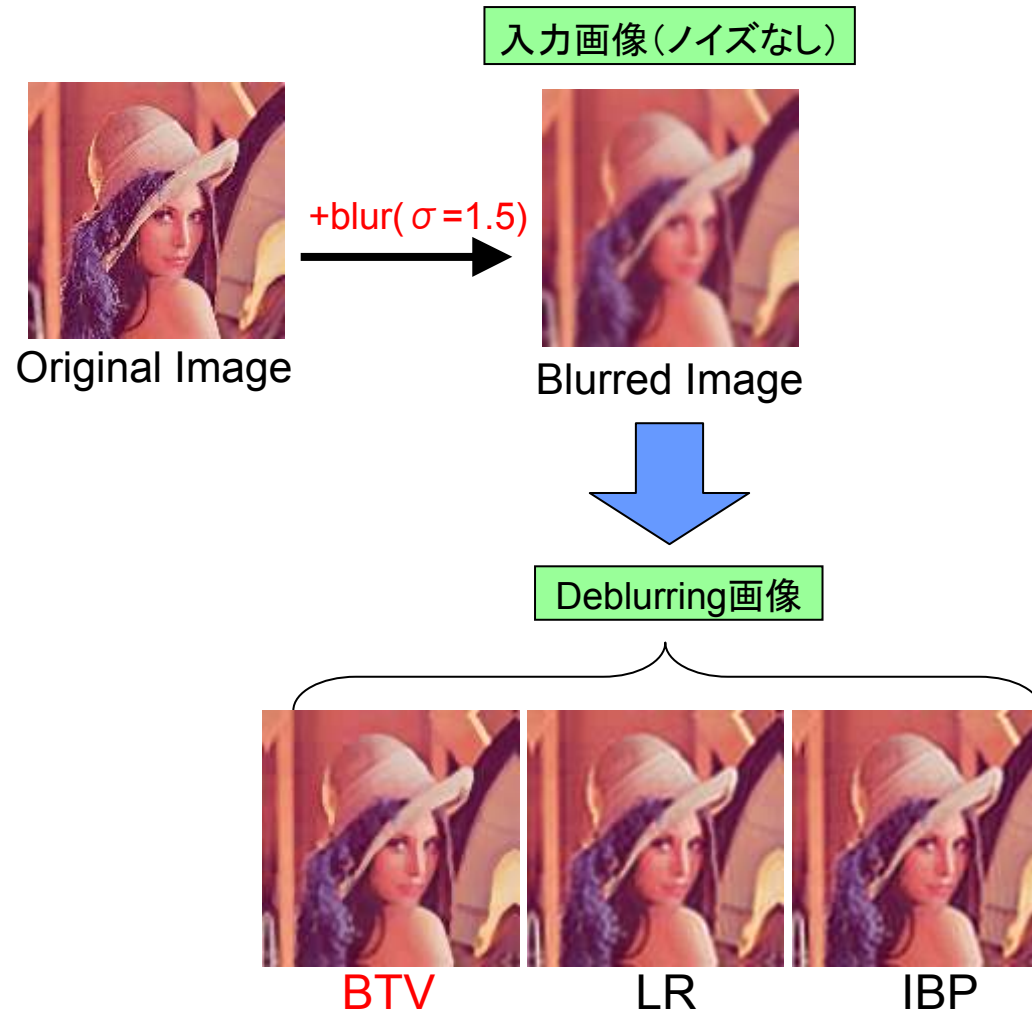 入力画像(ノイズなし)
+blur(σ=1.5)
Original Image
Blurred Image
Deblurring画像
BTV
LR
IBP